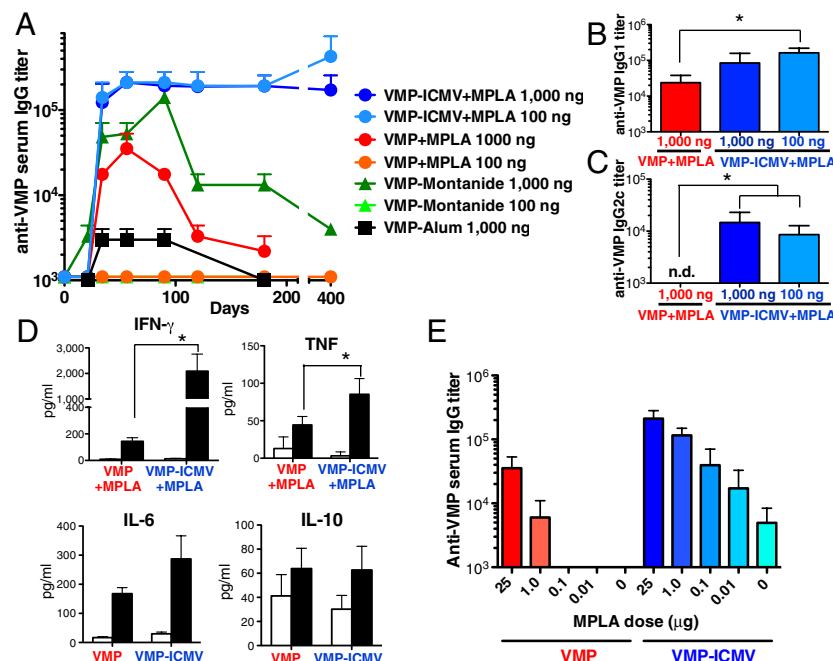 A
anti-VMP serum IgG titer
10^5
10^4
10^3
0
100
200
400
Days
VMP-ICMV+MPLA 1,000 ng
VMP-ICMV+MPLA 100 ng
VMP+MPLA 1000 ng
VMP+MPLA 100 ng
VMP-Montanide 1,000 ng
VMP-Montanide 100 ng
VMP-Alum 1,000 ng
B
anti-VMP IgG1 titer
10^6
10^5
10^4
10^3
*
1,000 ng
1,000 ng
100 ng
VMP+MPLA
VMP-ICMV+MPLA
C
anti-VMP IgG2c titer
10^5
10^4
10^3
*
n.d.
1,000 ng
1,000 ng
100 ng
VMP+MPLA
VMP-ICMV+MPLA
D
IFN-γ
pg/ml
3,000
2,000
1,000
200
0
*
VMP
+MPLA
VMP-ICMV
+MPLA
TNF
pg/ml
150
100
50
0
*
VMP
+MPLA
VMP-ICMV
+MPLA
IL-6
pg/ml
400
300
200
100
0
VMP
VMP-ICMV
IL-10
pg/ml
100
80
60
40
20
0
VMP
VMP-ICMV
E
Anti-VMP serum IgG titer
10^6
10^5
10^4
10^3
25
1.0
0.1
0.01
0
25
1.0
0.1
0.01
0
MPLA dose (μg)
VMP
VMP-ICMV